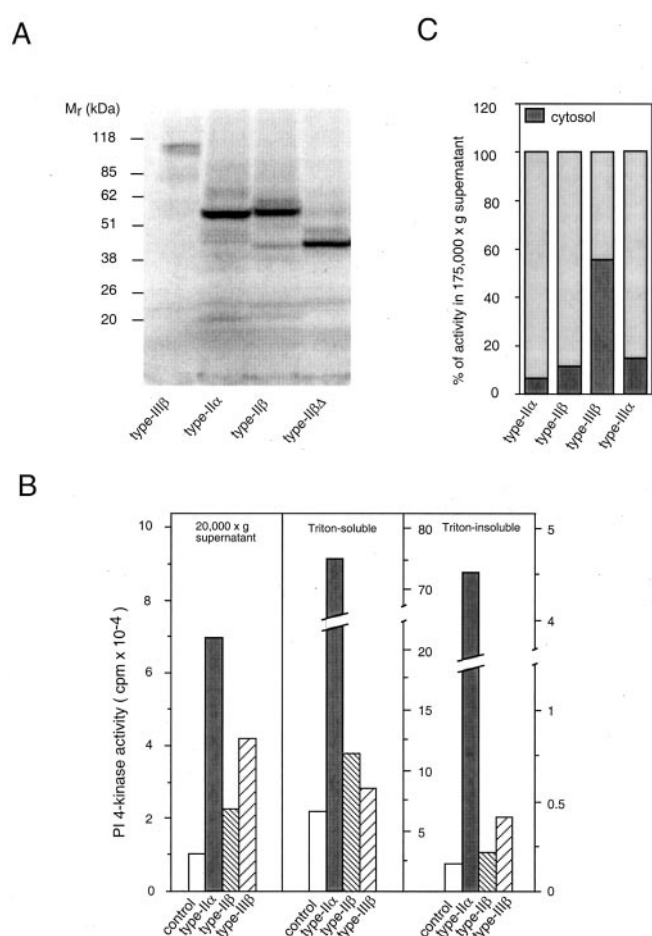 A
Mr (kDa)
118
85
62
51
38
26
20
type-IIIβ
type-IIα
type-IIβ
type-IIβΔ
C
% of activity in 175,000 x g supernatant
120
100
80
60
40
20
0
cytosol
type-IIα
type-IIβ
type-IIIβ
type-IIIα
B
PI 4-kinase activity ( cpm x 10-4)
10
8
6
4
2
0
20,000 x g
supernatant
control
type-IIα
type-IIβ
type-IIIβ
Triton-soluble
80
70
20
15
10
5
control
type-IIα
type-IIβ
type-IIIβ
Triton-insoluble
5
4
1
0.5
0
control
type-IIα
type-IIβ
type-IIIβ